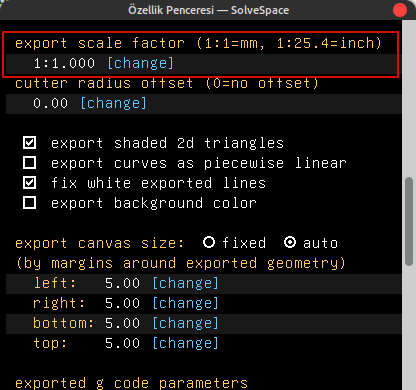 Özellik Penceresi — SolveSpace
export scale factor (1:1=mm, 1:25.4=inch)
1:1.000 [change]
cutter radius offset (0=no offset)
0.00 [change]
export shaded 2d triangles
export curves as piecewise linear
fix white exported lines
export background color
export canvas size: fixed auto
(by margins around exported geometry)
left: 5.00 [change]
right: 5.00 [change]
bottom: 5.00 [change]
top: 5.00 [change]
exported g code parameters